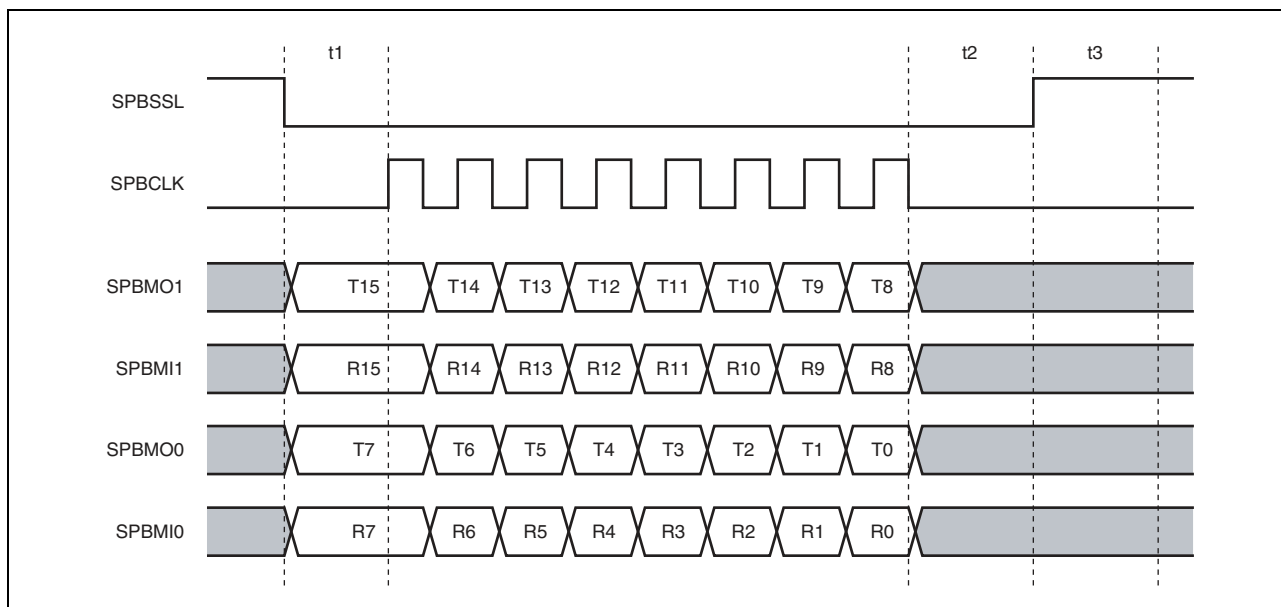 t1 t2 t3
SPBSSL
SPBCLK
SPBMO1 T15 T14 T13 T12 T11 T10 T9 T8
SPBMI1 R15 R14 R13 R12 R11 R10 R9 R8
SPBMO0 T7 T6 T5 T4 T3 T2 T1 T0
SPBMI0 R7 R6 R5 R4 R3 R2 R1 R0